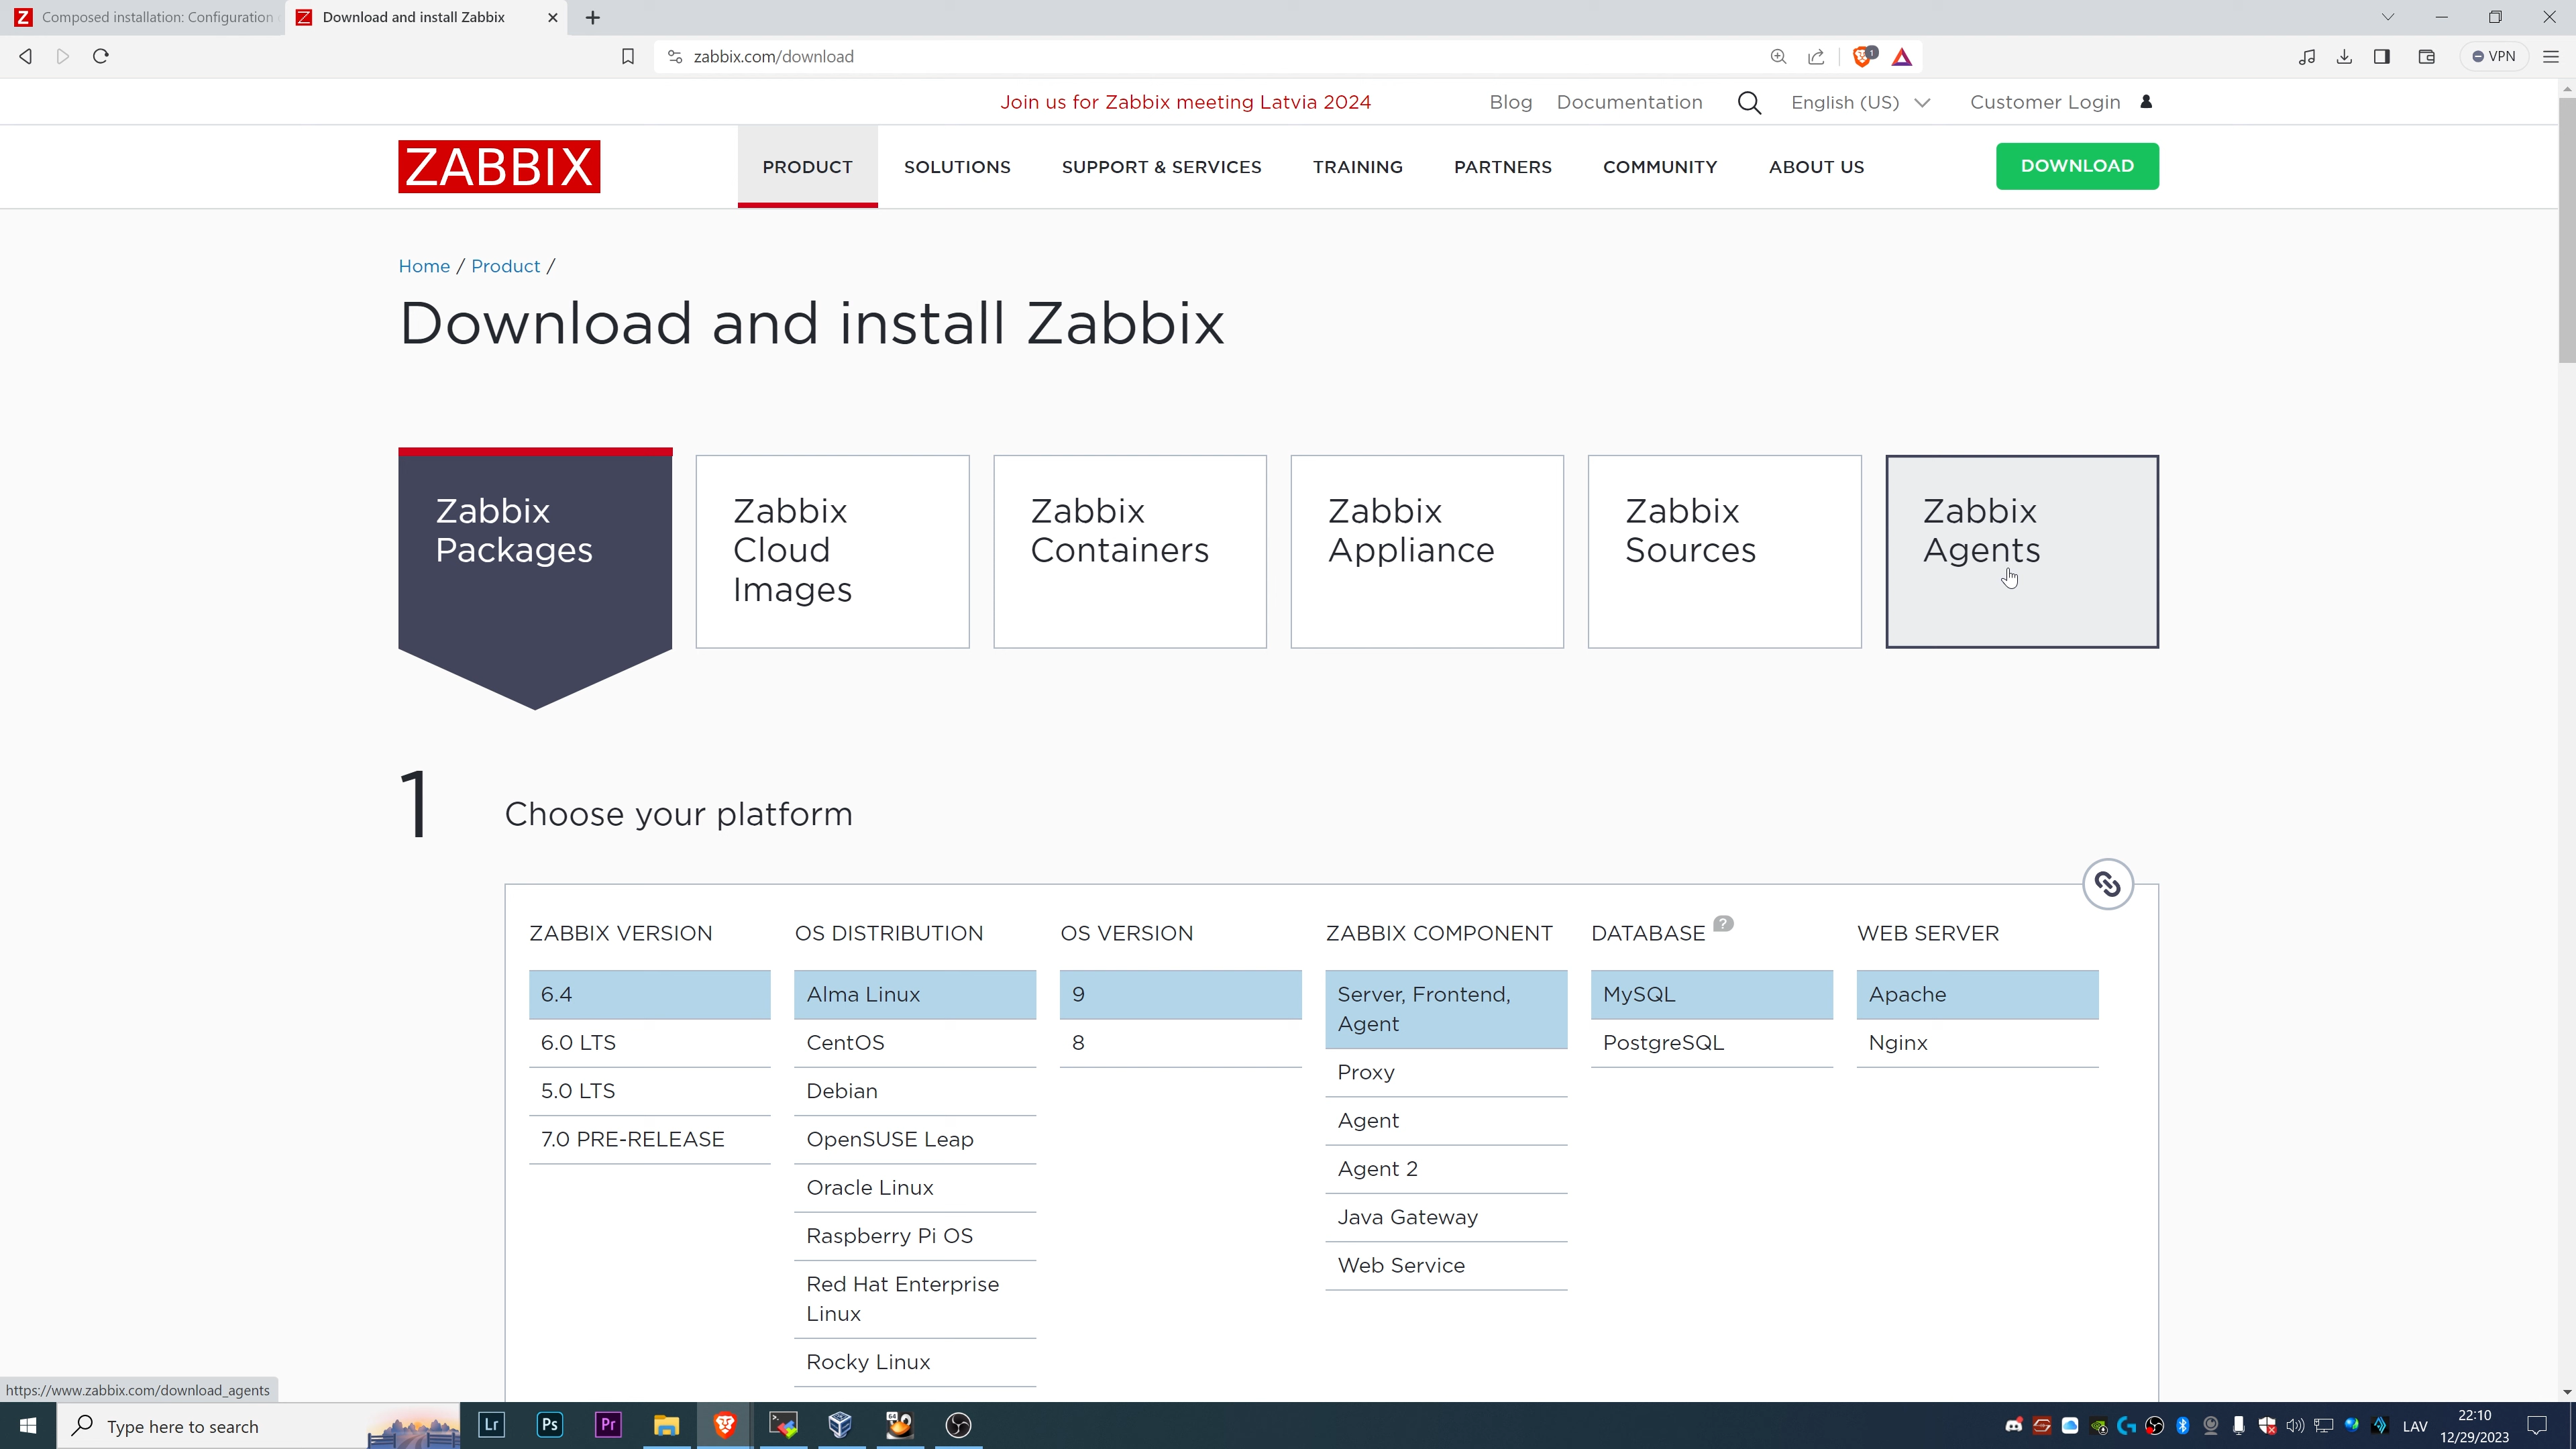 Composed installation: Configuration
Download and install Zabbix
zabbix.com/download
1
VPN
Join us for Zabbix meeting Latvia 2024
Blog
Documentation
English (US)
Customer Login
ZABBIX
PRODUCT
SOLUTIONS
SUPPORT & SERVICES
TRAINING
PARTNERS
COMMUNITY
ABOUT US
DOWNLOAD
Home / Product /
Download and install Zabbix
Zabbix
Packages
Zabbix
Cloud
Images
Zabbix
Containers
Zabbix
Appliance
Zabbix
Sources
Zabbix
Agents
1
Choose your platform
ZABBIX VERSION
6.4
6.0 LTS
5.0 LTS
7.0 PRE-RELEASE
OS DISTRIBUTION
Alma Linux
CentOS
Debian
OpenSUSE Leap
Oracle Linux
Raspberry Pi OS
Red Hat Enterprise
Linux
Rocky Linux
OS VERSION
9
8
ZABBIX COMPONENT
Server, Frontend,
Agent
Proxy
Agent
Agent 2
Java Gateway
Web Service
DATABASE ?
MySQL
PostgreSQL
WEB SERVER
Apache
Nginx
https://www.zabbix.com/download_agents
Type here to search
Lr
Ps
Pr
LAV
22:10
12/29/2023